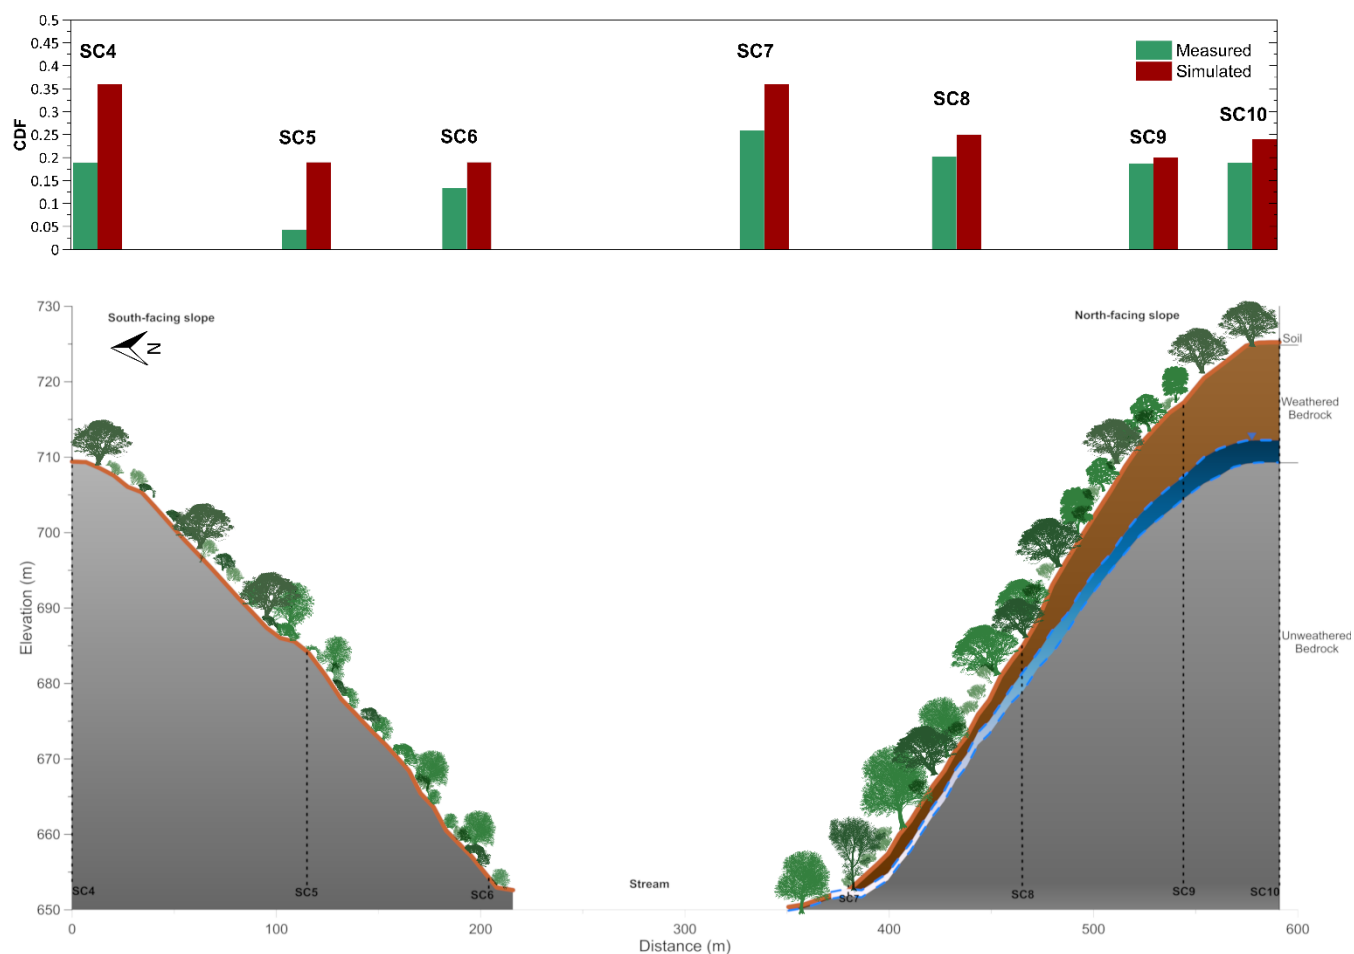 0.5
0.45
0.4
0.35
0.3
0.25
0.2
0.15
0.1
0.05
0
CDF
SC4
SC5
SC6
SC7
SC8
SC9
SC10
Measured
Simulated
730
720
710
700
690
680
670
660
650
Elevation (m)
South-facing slope
N
North-facing slope
Soil
Weathered
Bedrock
Unweathered
Bedrock
Stream
SC4
SC5
SC6
SC7
SC8
SC9
SC10
0
100
200
300
400
500
600
Distance (m)